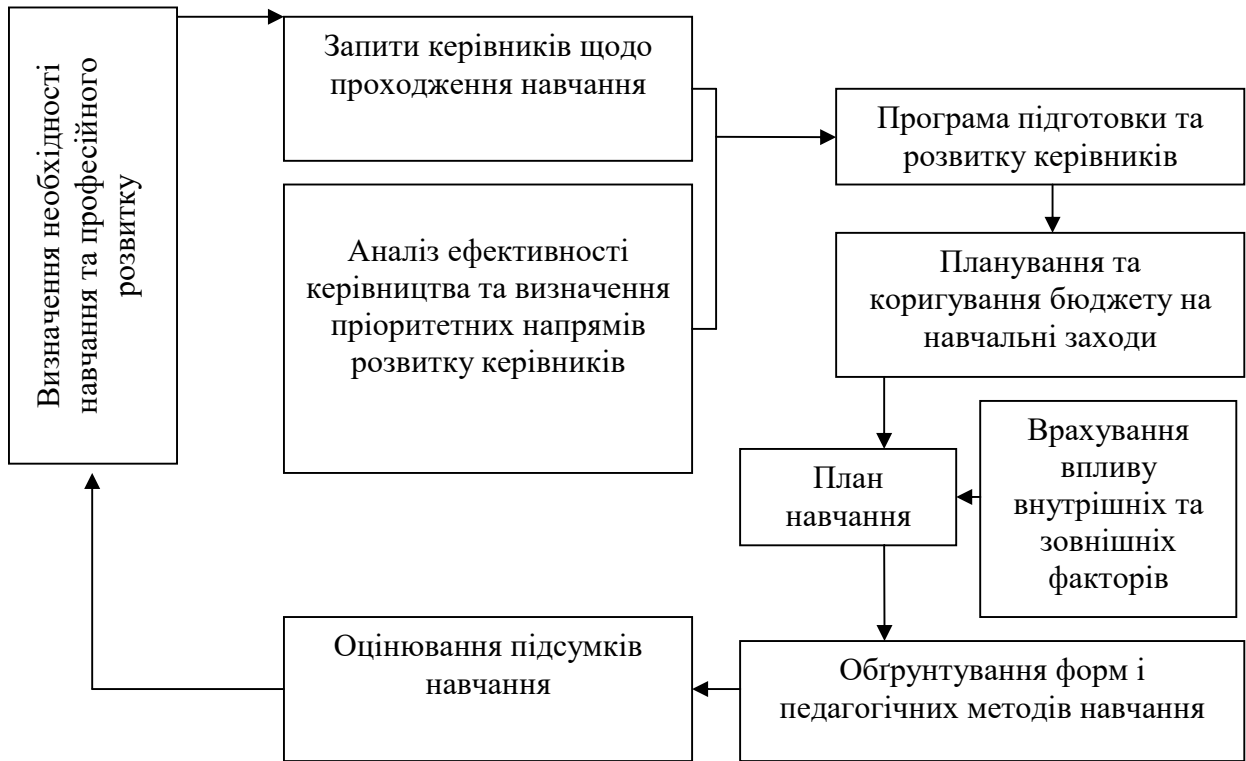 Визначення необхідності
навчання та професійного
розвитку
Запити керівників щодо
проходження навчання
Аналіз ефективності
керівництва та визначення
пріоритетних напрямів
розвитку керівників
Програма підготовки та
розвитку керівників
Планування та
коригування бюджету на
навчальні заходи
План
навчання
Врахування
впливу
внутрішніх та
зовнішніх
факторів
Обґрунтування форм і
педагогічних методів навчання
Оцінювання підсумків
навчання